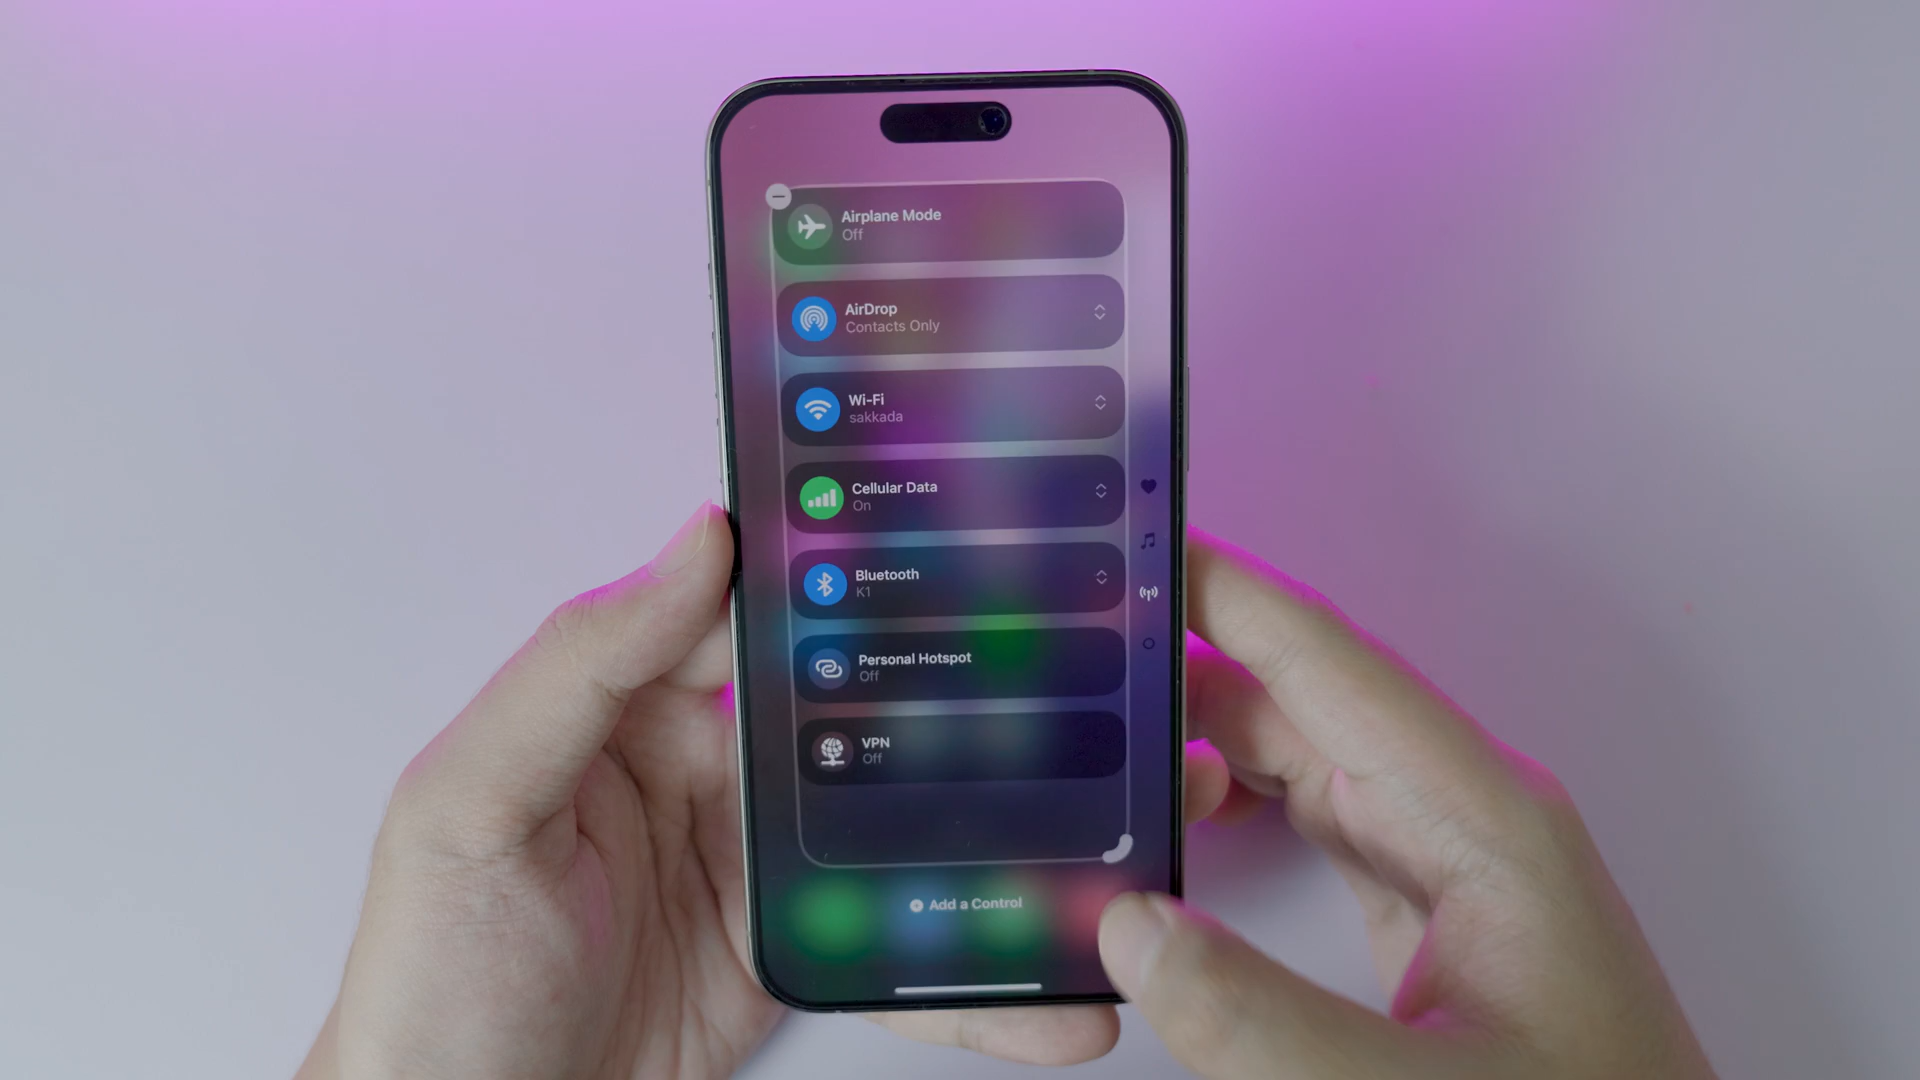 Airplane Mode
Off
AirDrop
Contacts Only
Wi-Fi
sakkada
Cellular Data
On
Bluetooth
K1
Personal Hotspot
Off
VPN
Off
Add a Control